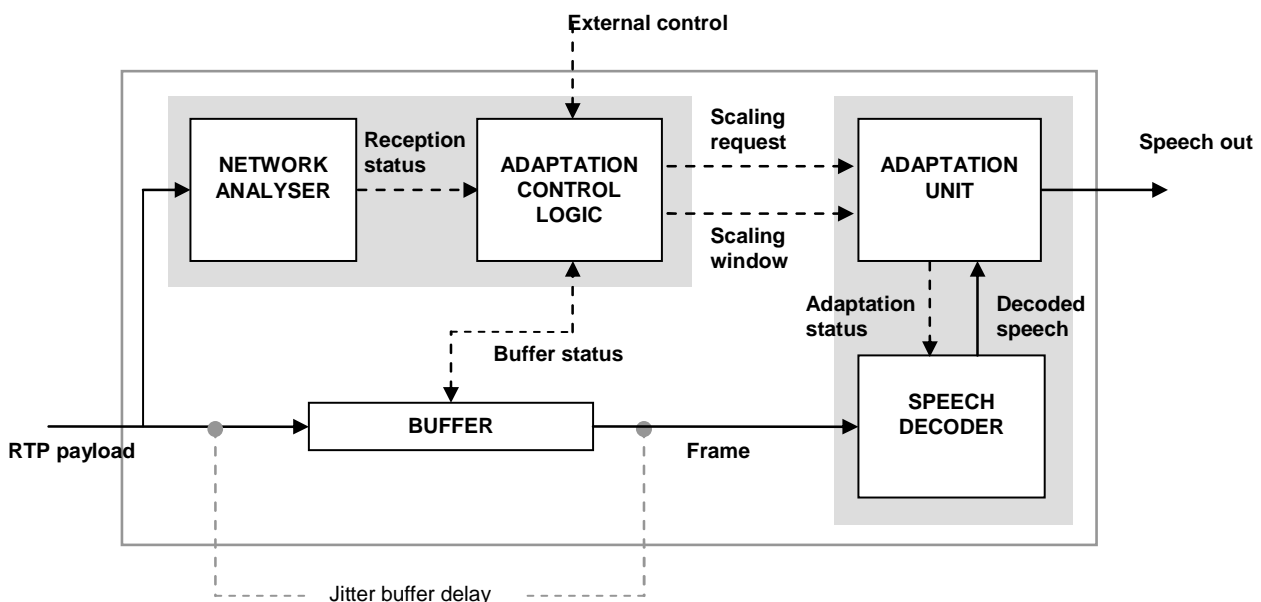 External control
NETWORK
ANALYSER
Reception
status
ADAPTATION
CONTROL
LOGIC
Scaling
request
Scaling
window
ADAPTATION
UNIT
Speech out
Adaptation
status
Decoded
speech
Buffer status
RTP payload
BUFFER
Frame
SPEECH
DECODER
Jitter buffer delay